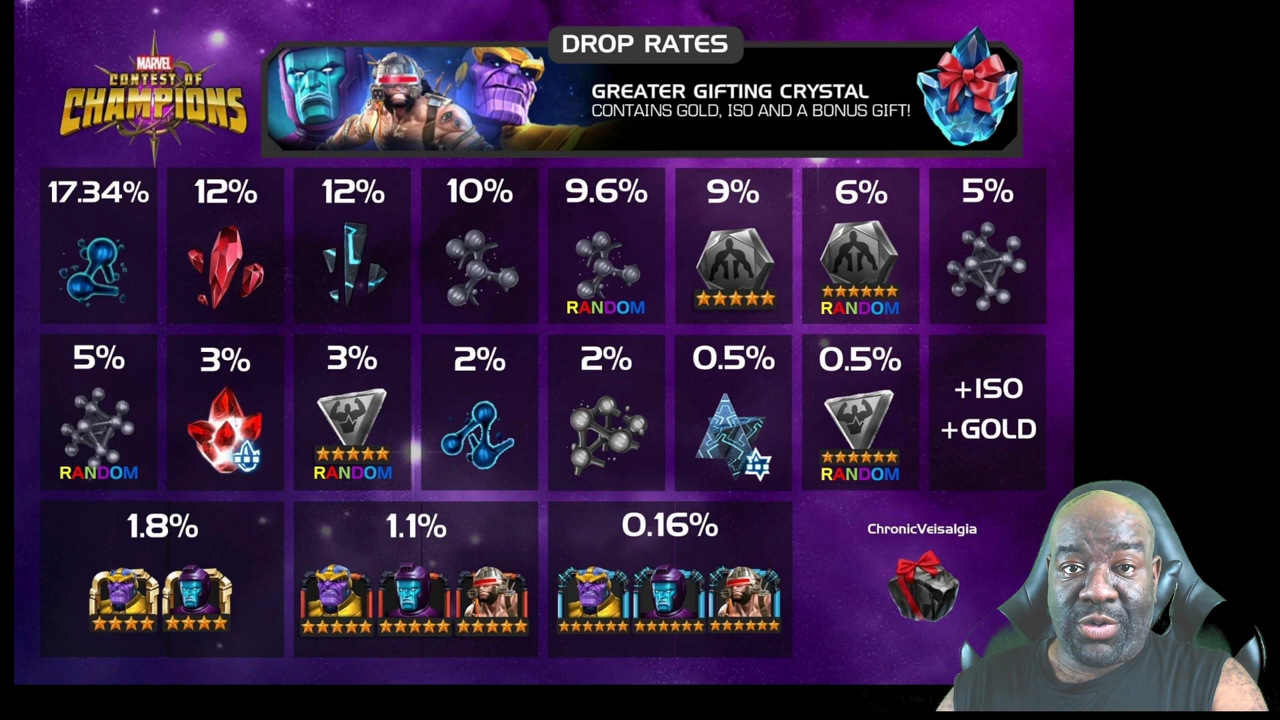 DROP RATES
MARVEL
CONTEST OF
CHAMPIONS
GREATER GIFTING CRYSTAL
CONTAINS GOLD, ISO AND A BONUS GIFT!
17.34% 12% 12% 10% 9.6% 9% 6% 5%
RANDOM RANDOM
5% 3% 3% 2% 2% 0.5% 0.5% +ISO
+GOLD
RANDOM RANDOM RANDOM
1.8% 1.1% 0.16%
ChronicVeisalgia